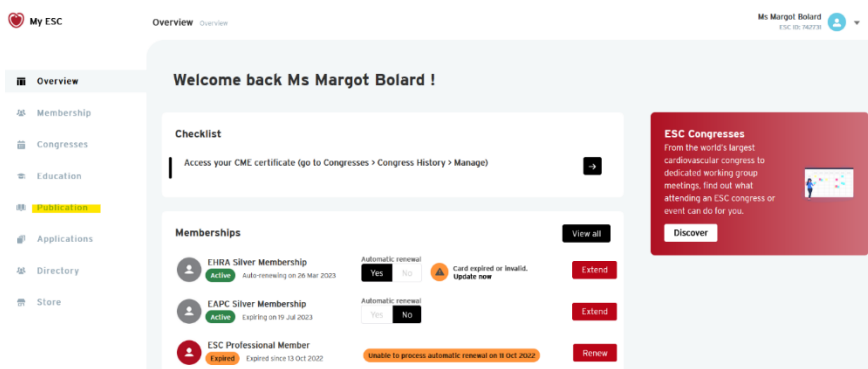 My ESC
Overview Overview
Ms Margot Bolard
Overview
Membership
Congresses
Education
Publication
Applications
Directory
Store
Welcome back Ms Margot Bolard !
Checklist
Access your CME certificate (go to Congresses > Congress History > Manage)
Memberships
View all
EHRA Silver Membership
Active Auto-renewing on 26 Mar 2023
Automatic renewal
Yes No
Card expired or invalid.
Update now
Extend
EAPC Silver Membership
Active Expiring on 19 Jul 2023
Automatic renewal
Yes No
Extend
ESC Professional Member
Expired Expired since 13 Oct 2022
Unable to process automatic renewal on 11 Oct 2022
Renew
ESC Congresses
From the world's largest
cardiovascular congress to
dedicated working group
meetings, find out what
attending an ESC congress or
event can do for you.
Discover